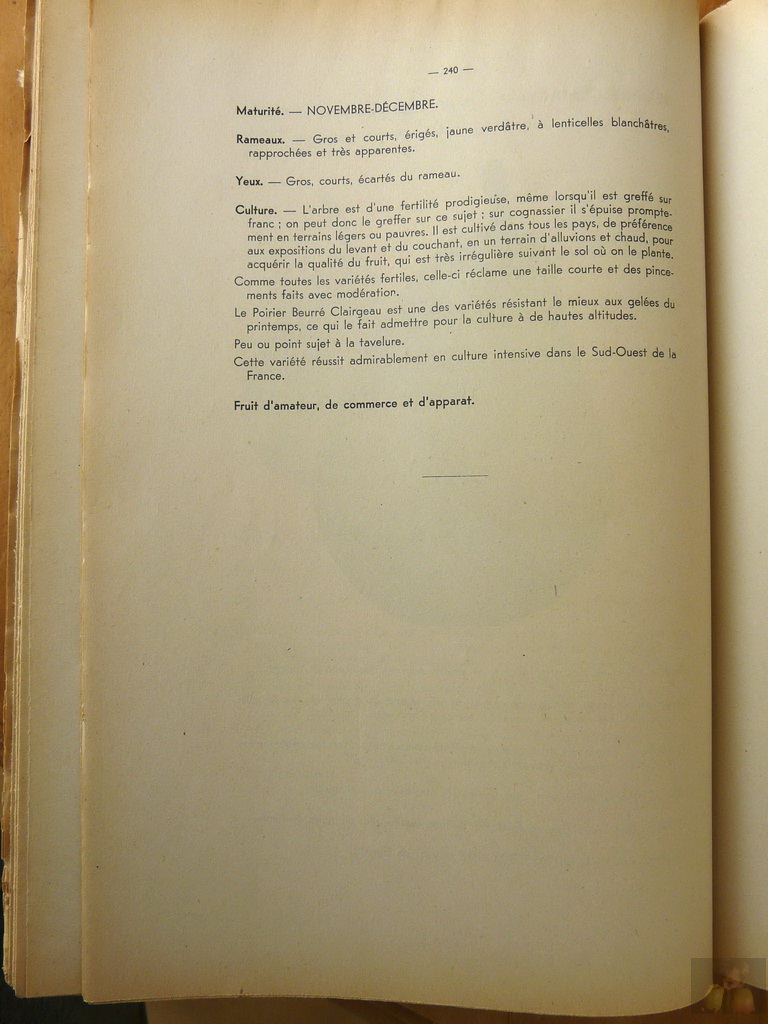 — 240 —
Maturité. — NOVEMBRE-DÉCEMBRE.
Rameaux. — Gros et courts, érigés, jaune verdâtre, à lenticelles blanchâtres,
rapprochées et très apparentes.
Yeux. — Gros, courts, écartés du rameau.
Culture. — L'arbre est d'une fertilité prodigieuse, même lorsqu'il est greffé sur
franc ; on peut donc le greffer sur ce sujet ; sur cognassier il s'épuise prompte-
ment en terrains légers ou pauvres. Il est cultivé dans tous les pays, de préférence
aux expositions du levant et du couchant, en un terrain d'alluvions et chaud, pour
acquérir la qualité du fruit, qui est très irrégulière suivant le sol où on le plante.
Comme toutes les variétés fertiles, celle-ci réclame une taille courte et des pince-
ments faits avec modération.
Le Poirier Beurré Clairgeau est une des variétés résistant le mieux aux gelées du
printemps, ce qui le fait admettre pour la culture à de hautes altitudes.
Peu ou point sujet à la tavelure.
Cette variété réussit admirablement en culture intensive dans le Sud-Ouest de la
France.
Fruit d'amateur, de commerce et d'apparat.